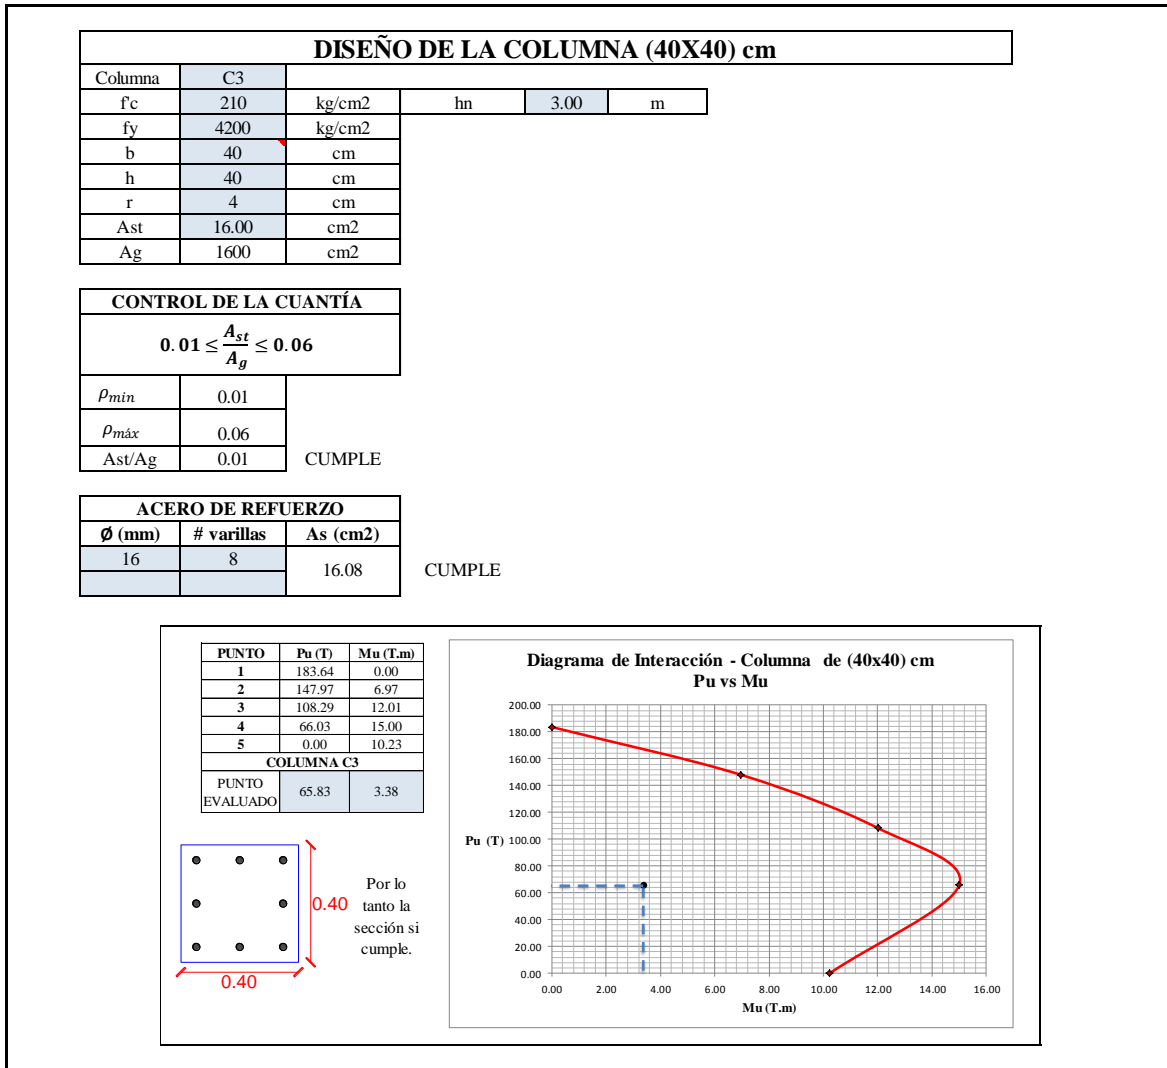 DISEÑO DE LA COLUMNA (40X40) cm
Columna C3
f'c 210 kg/cm2 hn 3.00 m
fy 4200 kg/cm2
b 40 cm
h 40 cm
r 4 cm
Ast 16.00 cm2
Ag 1600 cm2
CONTROL DE LA CUANTÍA
0.01 ≤ A_st/A_g ≤ 0.06
ρ_min 0.01
ρ_máx 0.06
Ast/Ag 0.01 CUMPLE
ACERO DE REFUERZO
Ø (mm) # varillas As (cm2)
16 8 16.08 CUMPLE
PUNTO Pu (T) Mu (T.m)
1 183.64 0.00
2 147.97 6.97
3 108.29 12.01
4 66.03 15.00
5 0.00 10.23
COLUMNA C3
PUNTO EVALUADO 65.83 3.38
0.40
0.40
Por lo
tanto la
sección si
cumple.
Diagrama de Interacción - Columna de (40x40) cm
Pu vs Mu
200.00
180.00
160.00
140.00
120.00
100.00
80.00
60.00
40.00
20.00
0.00
Pu (T)
0.00 2.00 4.00 6.00 8.00 10.00 12.00 14.00 16.00
Mu (T.m)